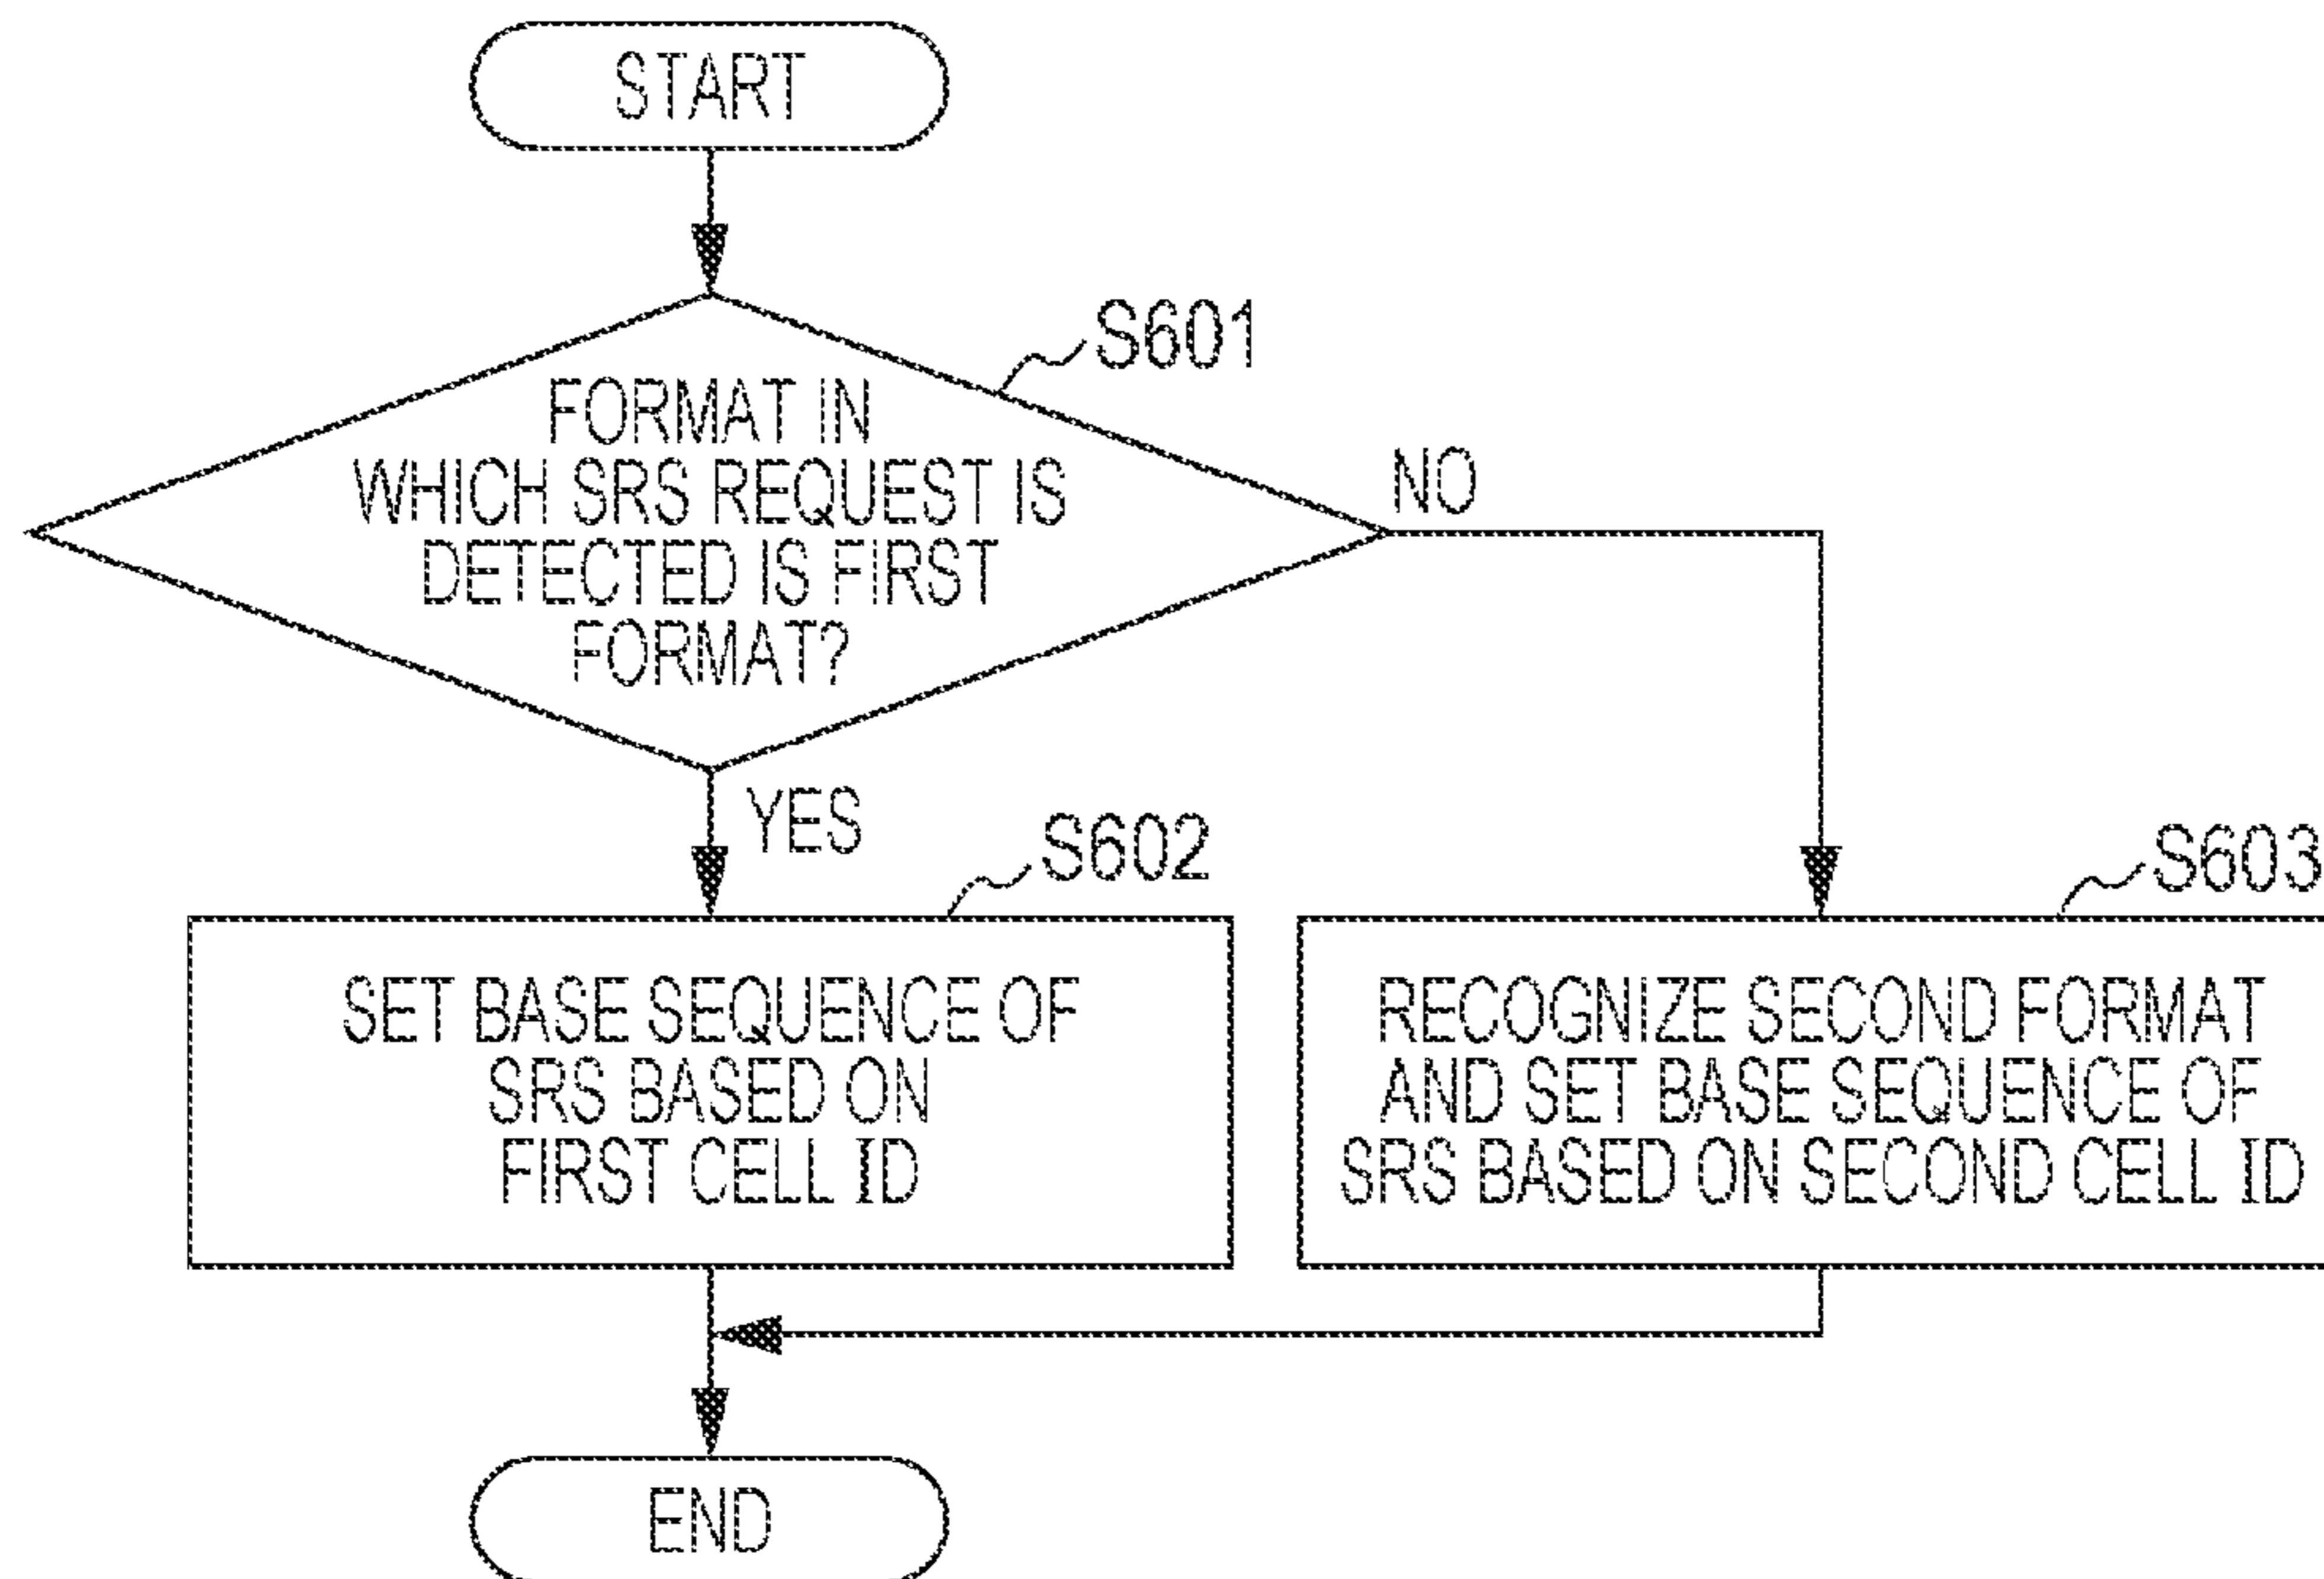 START
S601
FORMAT IN
WHICH SRS REQUEST IS
DETECTED IS FIRST
FORMAT?
NO
YES
S602
SET BASE SEQUENCE OF
SRS BASED ON
FIRST CELL ID
S603
RECOGNIZE SECOND FORMAT
AND SET BASE SEQUENCE OF
SRS BASED ON SECOND CELL ID
END